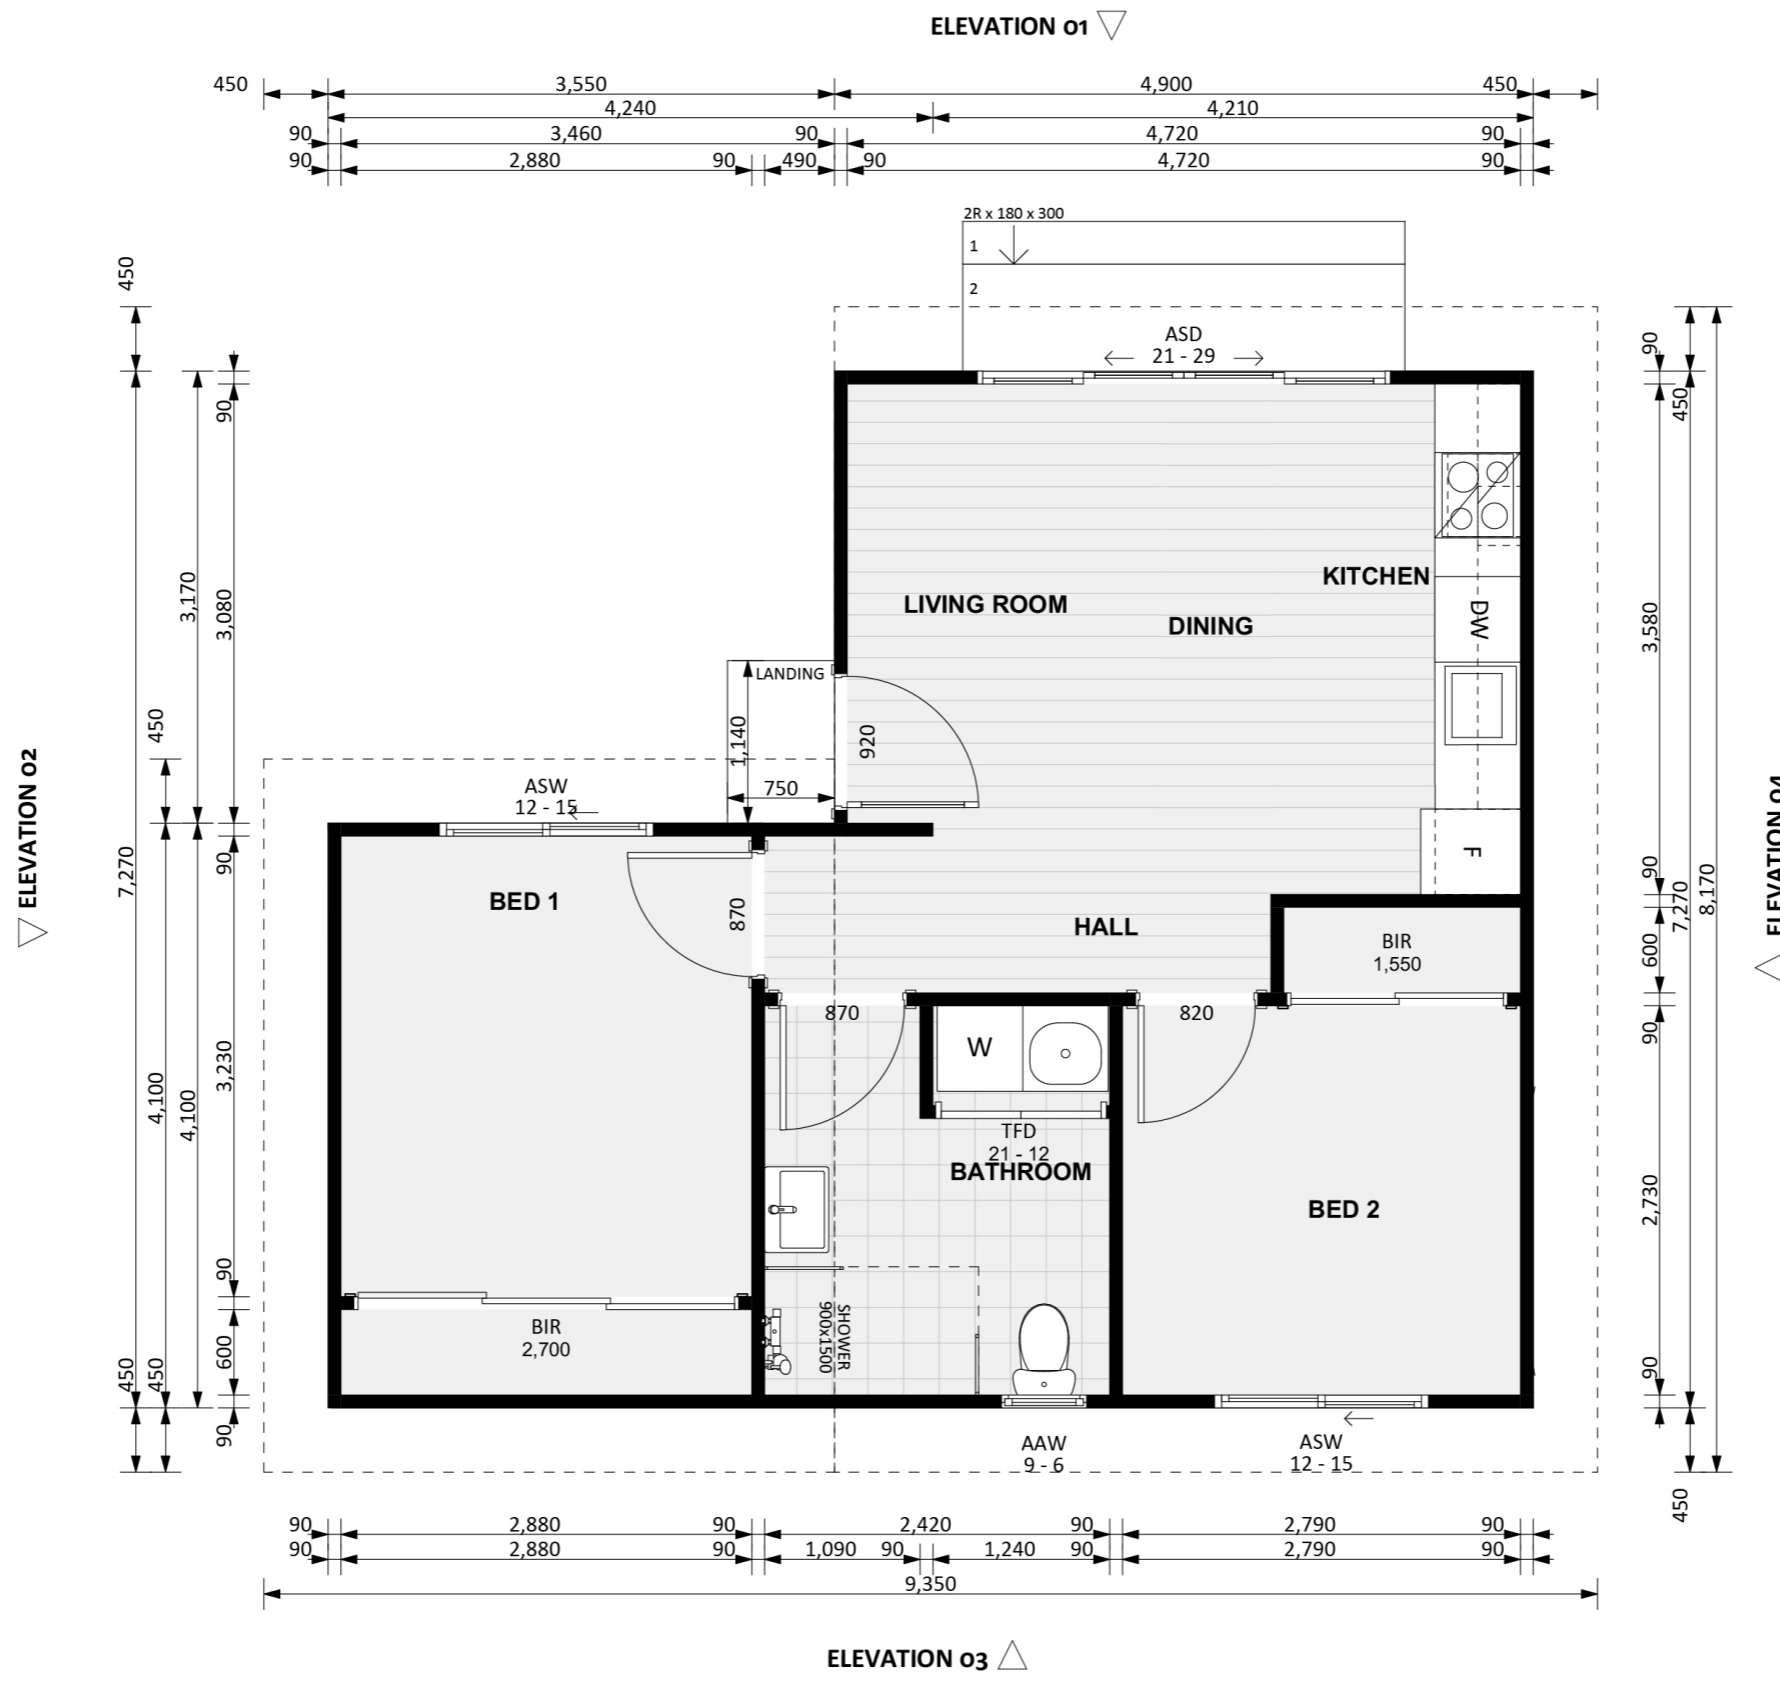 ELEVATION 01
450 3,550 4,900 450
4,240 4,210
90 3,460 90 4,720 90
90 2,880 90 490 90 4,720 90
2R x 180 x 300
1
2
ASD
21 - 29
KITCHEN
LIVING ROOM
DINING
DW
LANDING
1,140
920
750
ASW
12 - 15
F
BED 1
870
HALL
BIR
1,550
870
820
W
TFD
21 - 12
BATHROOM
BED 2
SHOWER
900x1500
BIR
2,700
AAW
9 - 6
ASW
12 - 15
ELEVATION 02
450
7,270
450
450
4,100
450
3,170
4,100
90
3,080
90
3,230
90
600
90
90
3,580
90
600
90
2,730
90
450
7,270
450
8,170
ELEVATION 04
90 2,880 90 2,420 90 2,790 90
90 2,880 90 1,090 90 1,240 90 2,790 90
9,350
ELEVATION 03